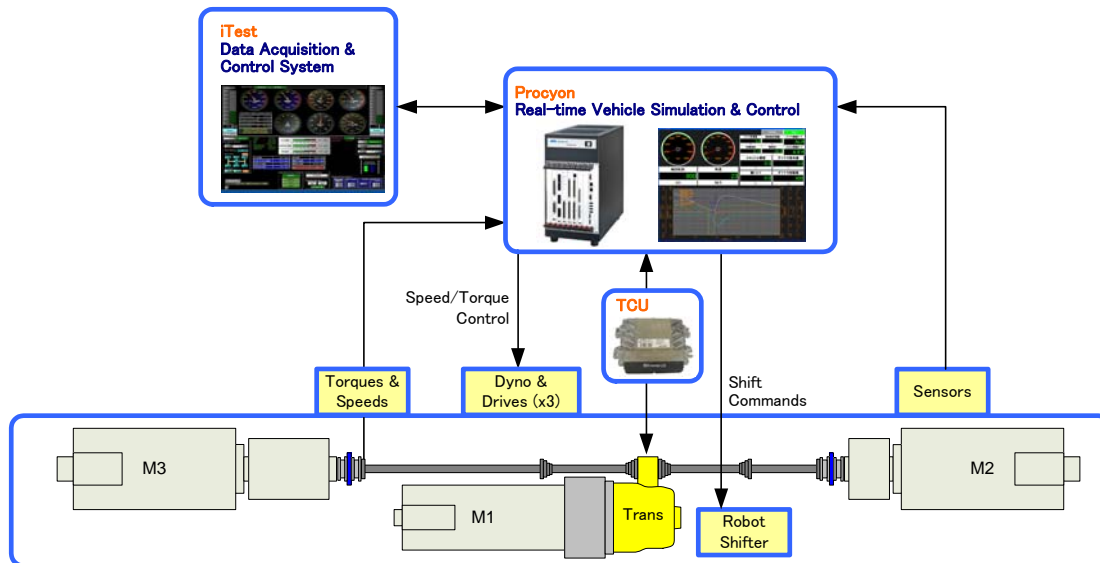 iTest
Data Acquisition &
Control System
Procyon
Real-time Vehicle Simulation & Control
Speed/Torque
Control
TCU
Torques &
Speeds
Dyno &
Drives (x3)
Shift
Commands
Sensors
M3
M2
M1
Trans
Robot
Shifter